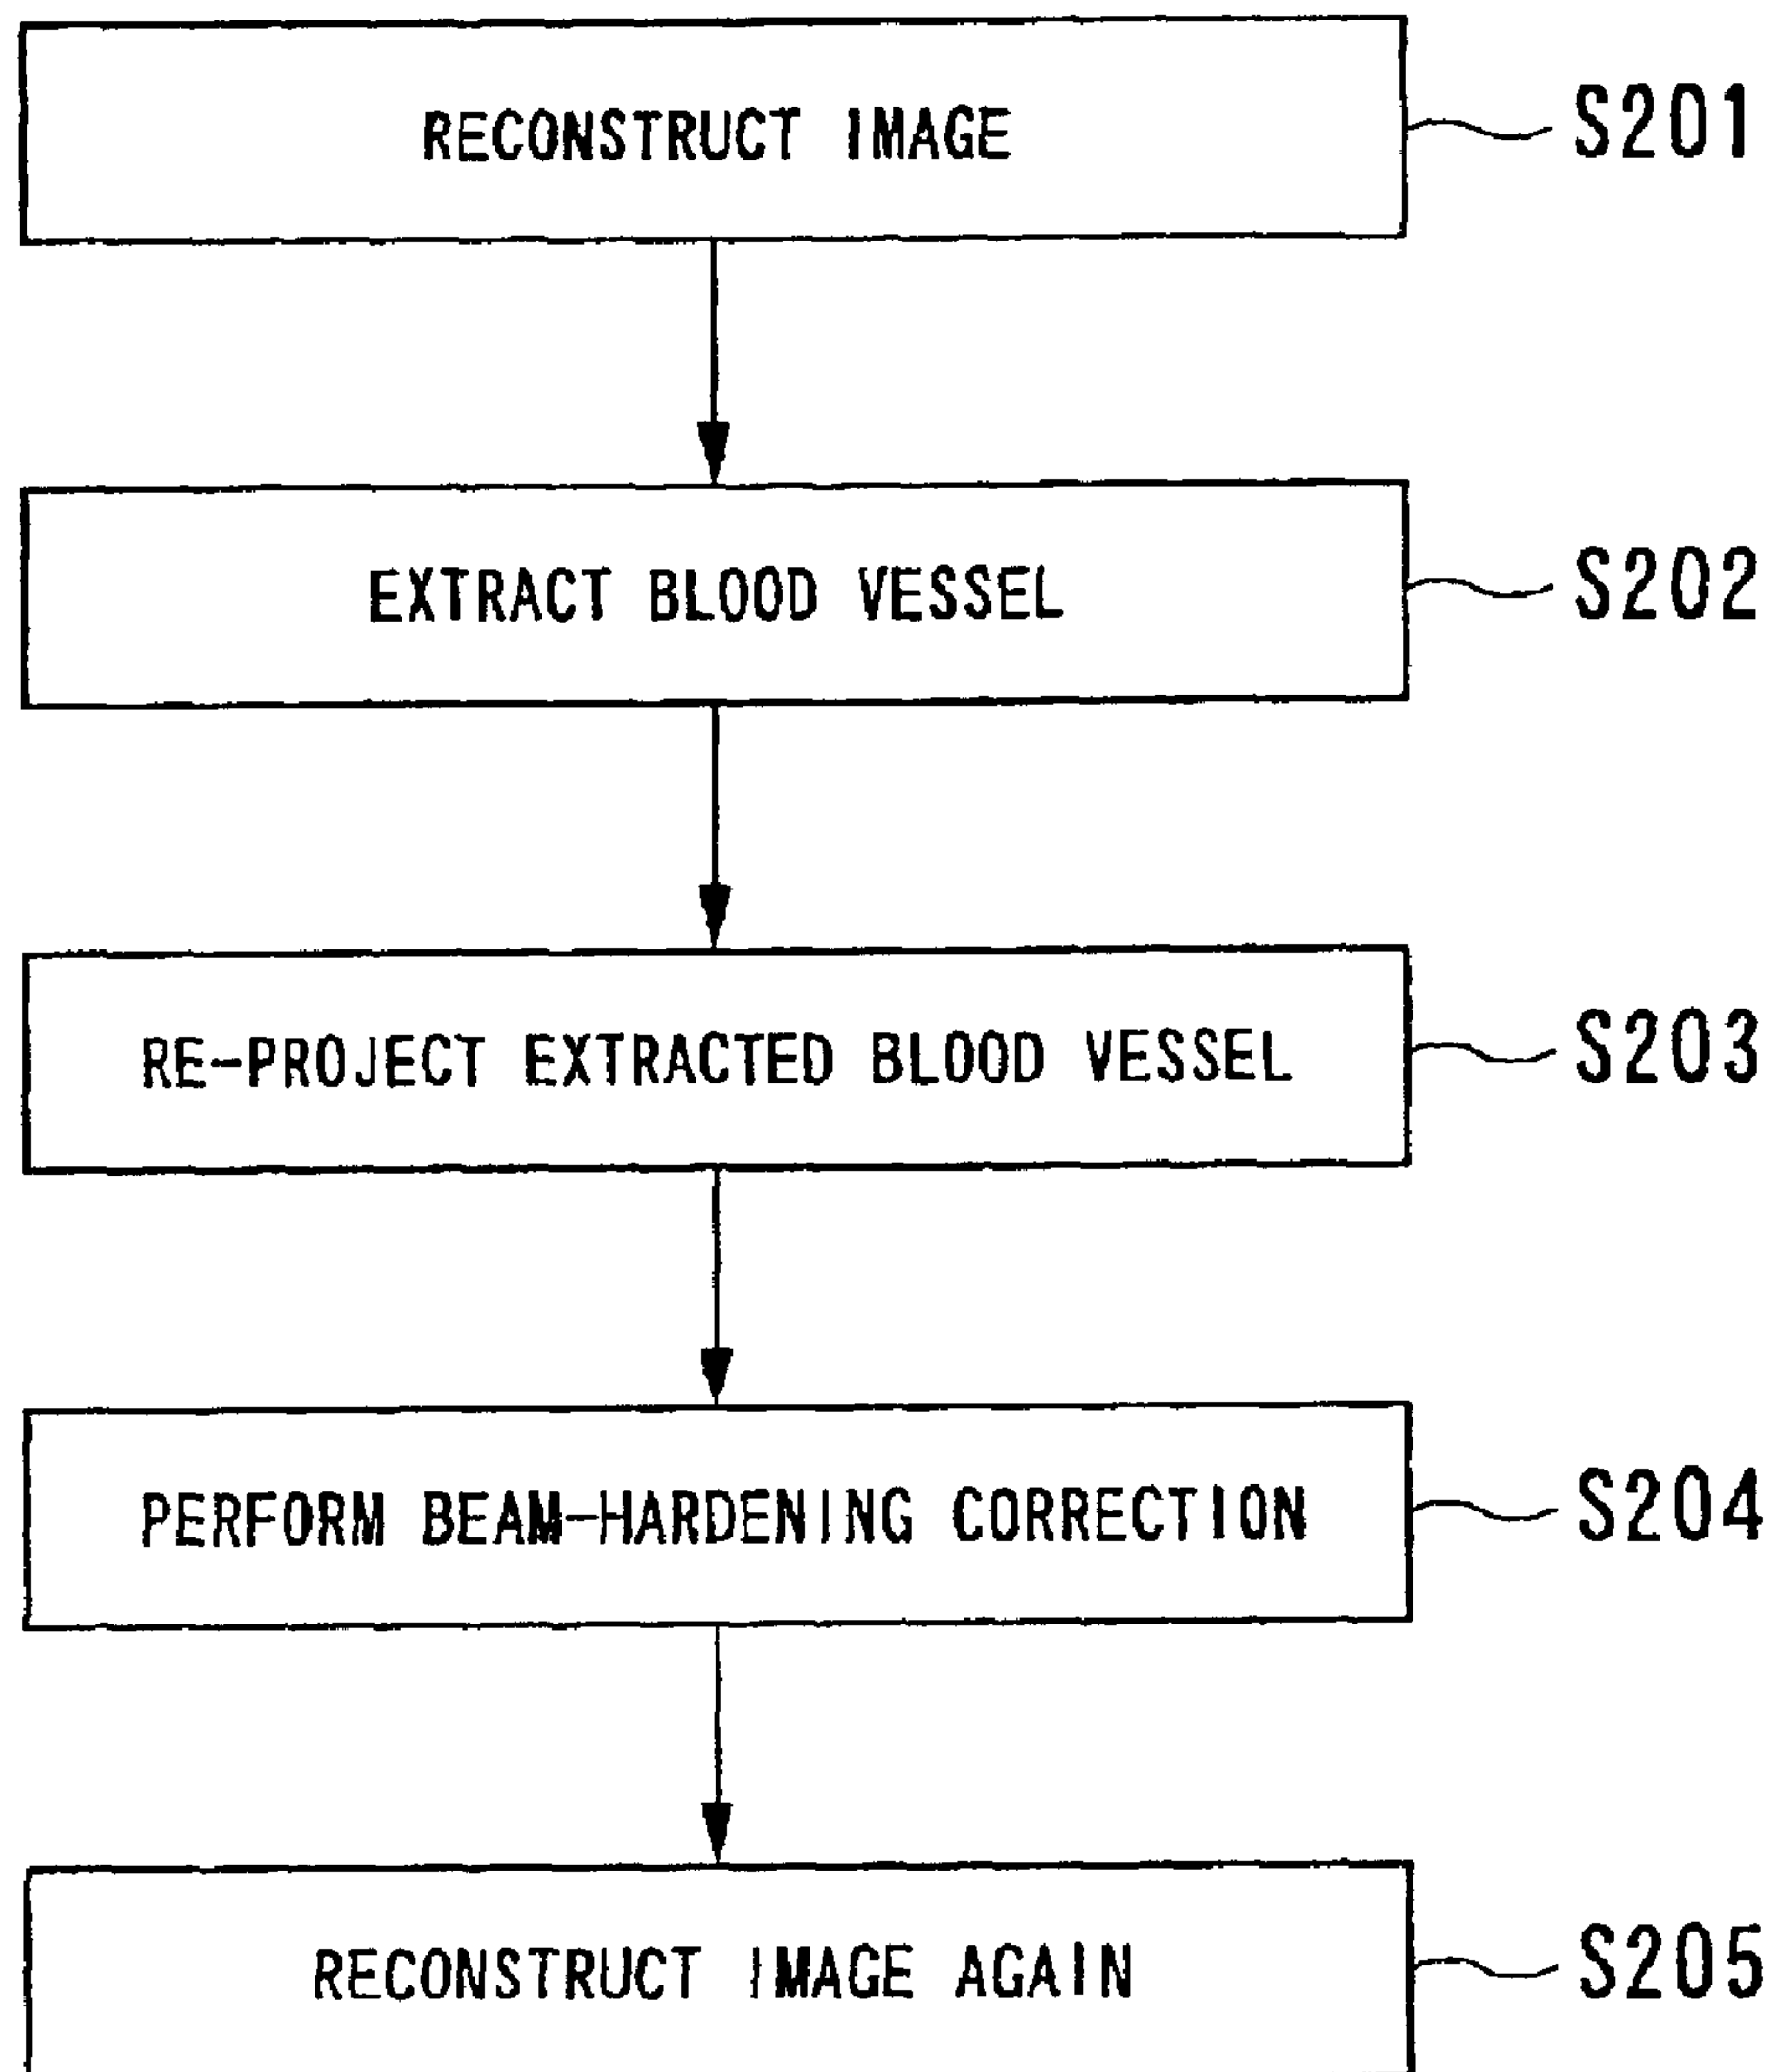 RECONSTRUCT IMAGE S201
EXTRACT BLOOD VESSEL S202
RE-PROJECT EXTRACTED BLOOD VESSEL S203
PERFORM BEAM-HARDENING CORRECTION S204
RECONSTRUCT IMAGE AGAIN S205